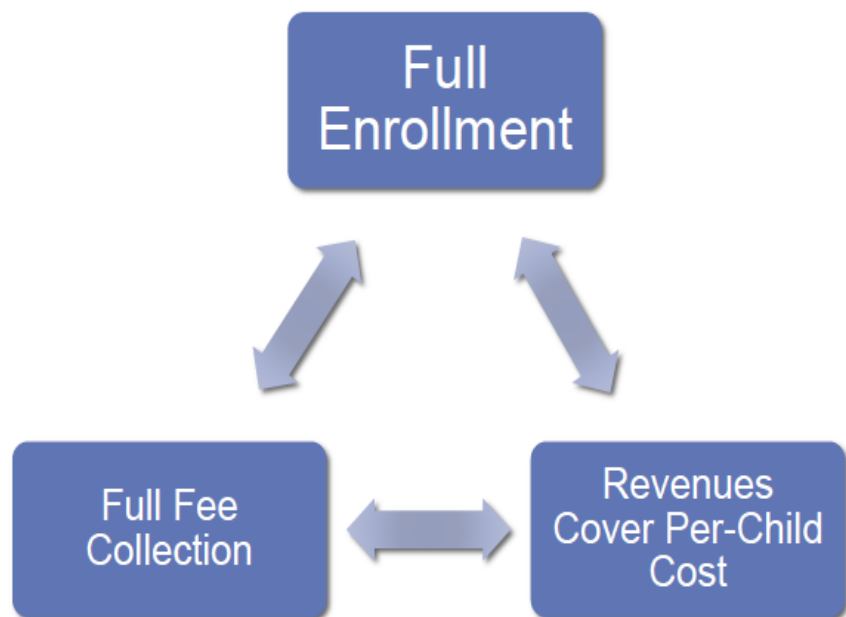 Full
Enrollment
Full Fee
Collection
Revenues
Cover Per-Child
Cost